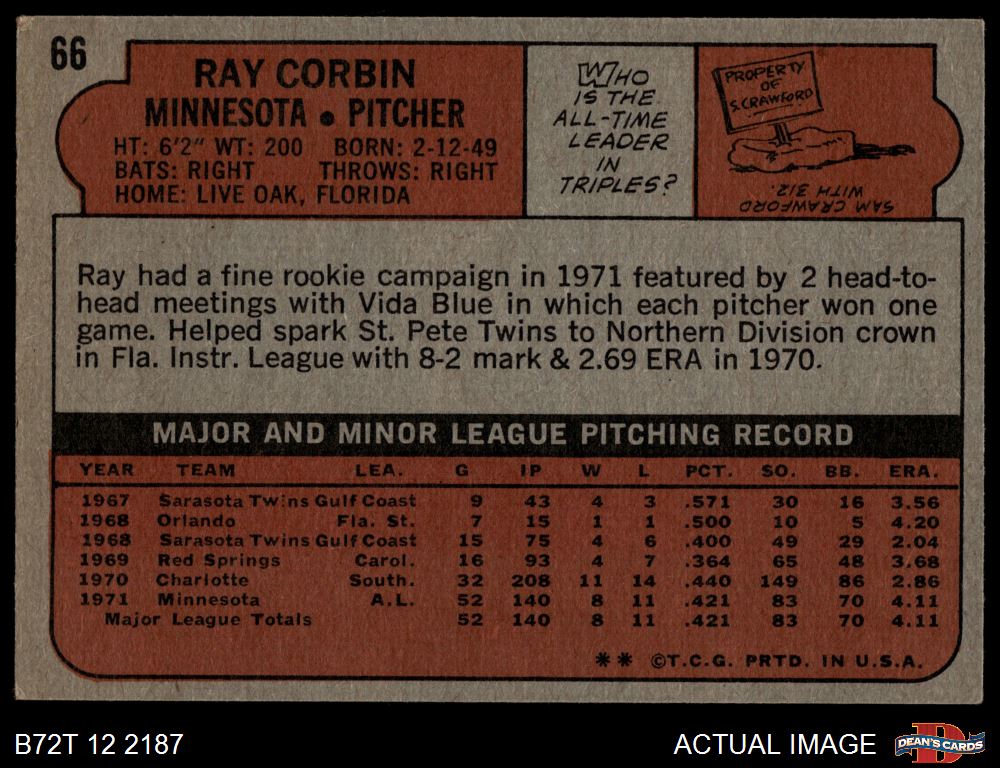 66
RAY CORBIN
MINNESOTA • PITCHER
HT: 6'2" WT: 200 BORN: 2-12-49
BATS: RIGHT THROWS: RIGHT
HOME: LIVE OAK, FLORIDA
WHO
IS THE
ALL-TIME
LEADER
IN
TRIPLES?
PROPERTY
OF
S. CRAWFORD
SAM CRAWFORD
WITH 312.
Ray had a fine rookie campaign in 1971 featured by 2 head-to-
head meetings with Vida Blue in which each pitcher won one
game. Helped spark St. Pete Twins to Northern Division crown
in Fla. Instr. League with 8-2 mark & 2.69 ERA in 1970.
MAJOR AND MINOR LEAGUE PITCHING RECORD
YEAR TEAM LEA. G IP W L PCT. SO. BB. ERA.
1967 Sarasota Twins Gulf Coast 9 43 4 3 .571 30 16 3.56
1968 Orlando Fla. St. 7 15 1 1 .500 10 5 4.20
1968 Sarasota Twins Gulf Coast 15 75 4 6 .400 49 29 2.04
1969 Red Springs Carol. 16 93 4 7 .364 65 48 3.68
1970 Charlotte South. 32 208 11 14 .440 149 86 2.86
1971 Minnesota A.L. 52 140 8 11 .421 83 70 4.11
Major League Totals 52 140 8 11 .421 83 70 4.11
** ©T.C.G. PRTD. IN U.S.A.
B72T 12 2187
ACTUAL IMAGE
D
DEAN'S CARDS